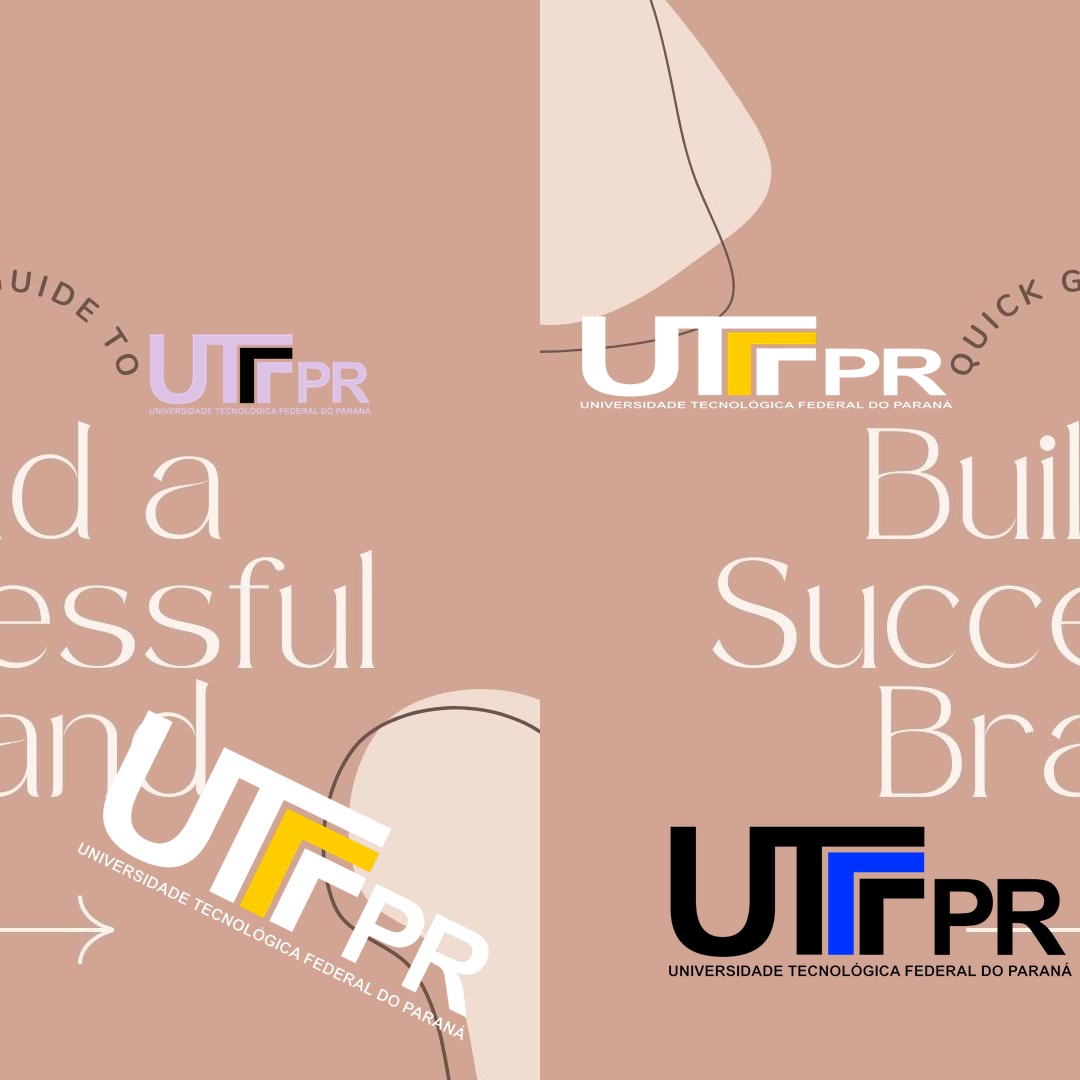 UIDE TO
UTFPR
UNIVERSIDADE TECNOLÓGICA FEDERAL DO PARANÁ
d a
essful
and
UTFPR
UNIVERSIDADE TECNOLÓGICA FEDERAL DO PARANÁ
QUICK G
UTFPR
UNIVERSIDADE TECNOLÓGICA FEDERAL DO PARANÁ
Buil
Succe
Bra
UTFPR
UNIVERSIDADE TECNOLÓGICA FEDERAL DO PARANÁ